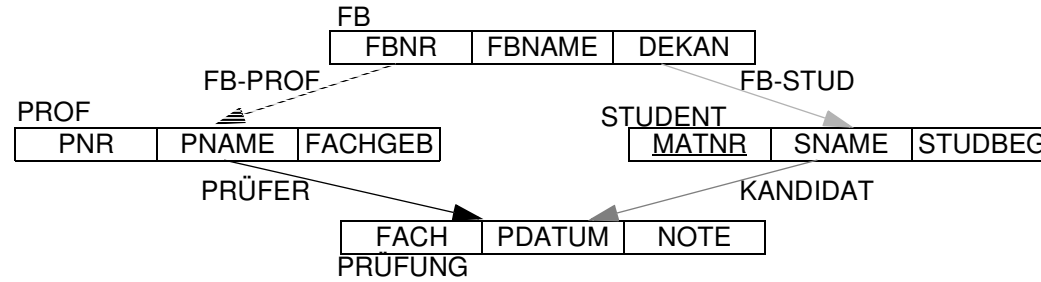 FB
FBNR FBNAME DEKAN
FB-PROF FB-STUD
PROF STUDENT
PNR PNAME FACHGEB MATNR SNAME STUDBEG
PRÜFER KANDIDAT
FACH PDATUM NOTE
PRÜFUNG